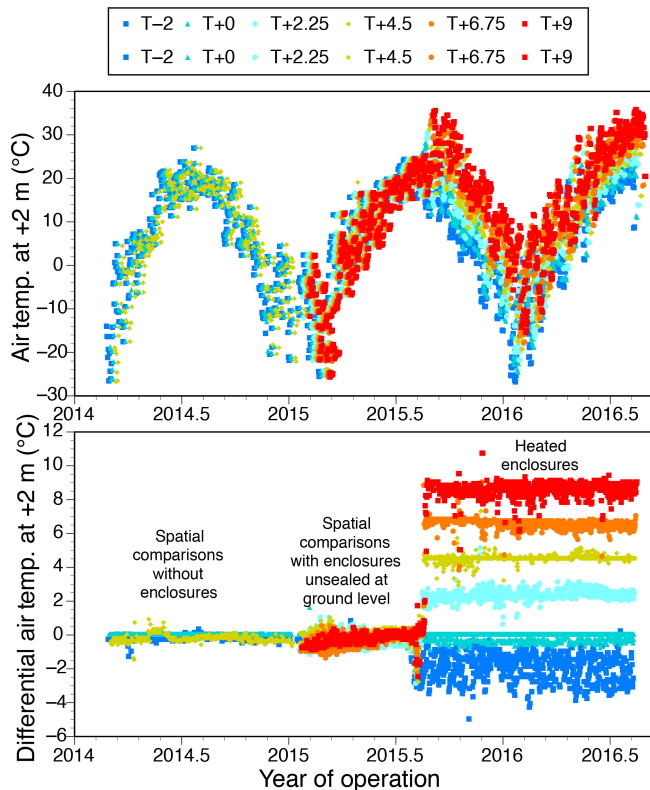 T−2 T+0 T+2.25 T+4.5 T+6.75 T+9
T−2 T+0 T+2.25 T+4.5 T+6.75 T+9
Air temp. at +2 m (°C)
40
30
20
10
0
−10
−20
−30
2014 2014.5 2015 2015.5 2016 2016.5
Differential air temp. at +2 m (°C)
12
10
8
6
4
2
0
−2
−4
−6
Heated
enclosures
Spatial
comparisons
without
enclosures
Spatial
comparisons
with enclosures
unsealed at
ground level
2014 2014.5 2015 2015.5 2016 2016.5
Year of operation